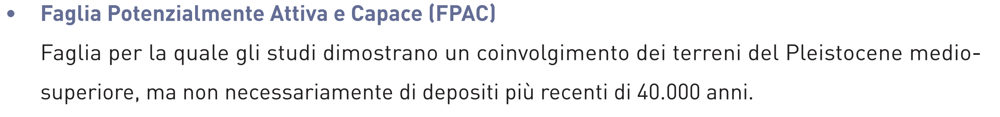 • Faglia Potenzialmente Attiva e Capace (FPAC)
Faglia per la quale gli studi dimostrano un coinvolgimento dei terreni del Pleistocene medio-
superiore, ma non necessariamente di depositi più recenti di 40.000 anni.